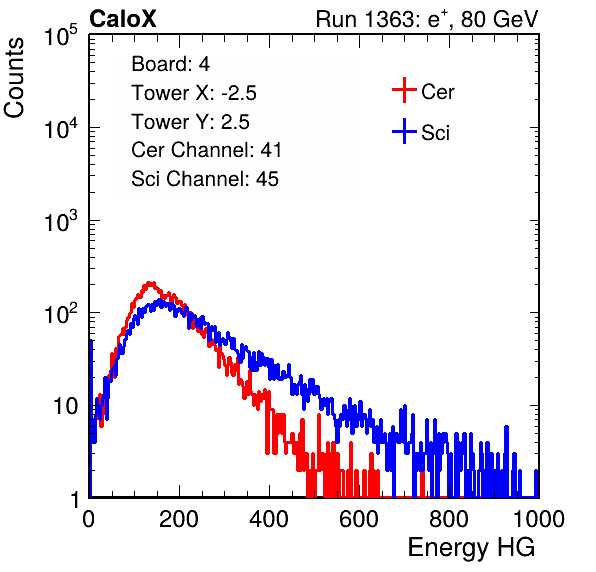 CaloX Run 1363: e⁺, 80 GeV
Counts
Board: 4
Tower X: -2.5
Tower Y: 2.5
Cer Channel: 41
Sci Channel: 45
Cer
Sci
10⁵
10⁴
10³
10²
10
1
0 200 400 600 800 1000
Energy HG